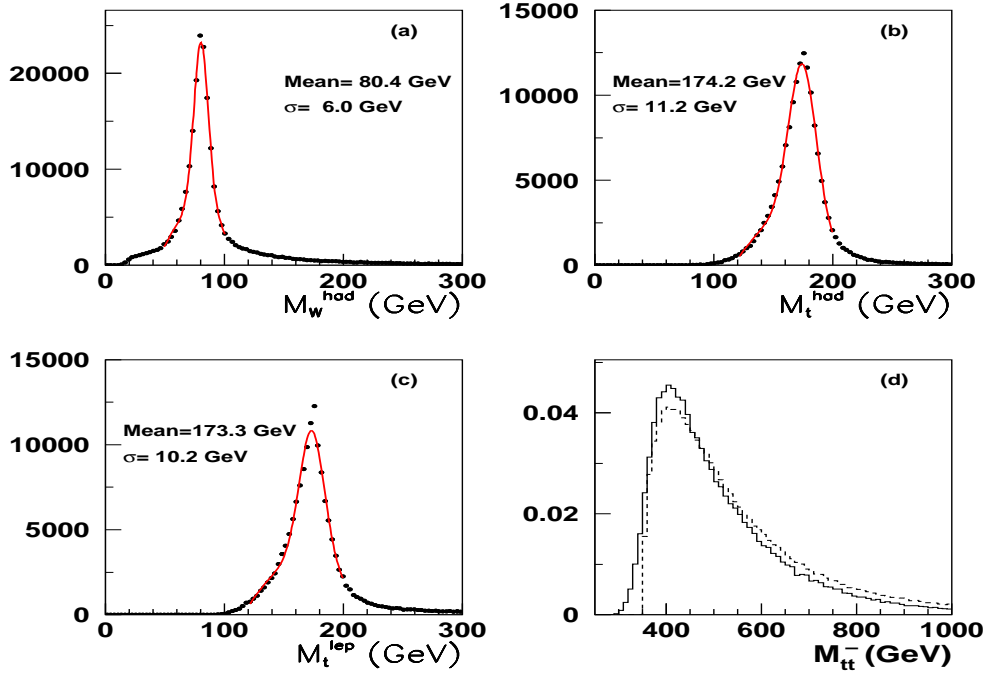 (a)
Mean= 80.4 GeV
σ= 6.0 GeV
20000
10000
0
0 100 200 300
M_W^had (GeV)
(b)
Mean=174.2 GeV
σ= 11.2 GeV
15000
10000
5000
0
0 100 200 300
M_t^had (GeV)
(c)
Mean=173.3 GeV
σ= 10.2 GeV
15000
10000
5000
0
0 100 200 300
M_t^lep (GeV)
(d)
0.04
0.02
0
400 600 800 1000
M_tt̄ (GeV)